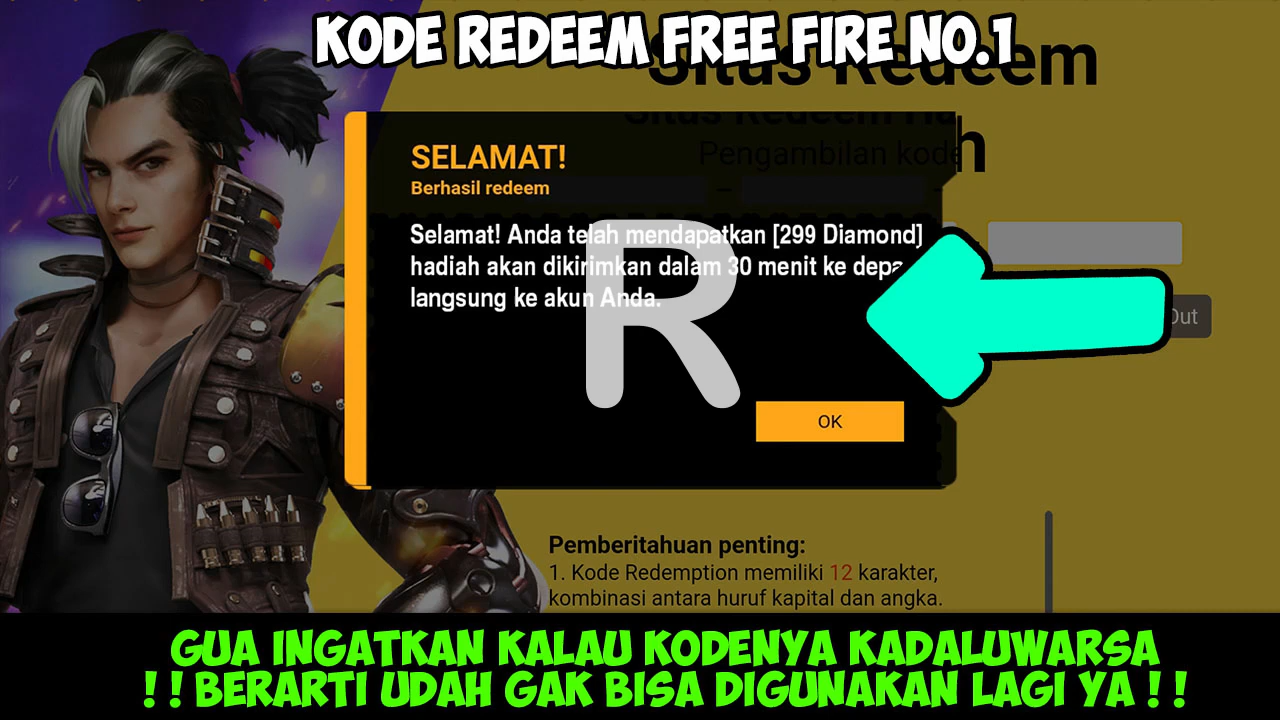 KODE REDEEM FREE FIRE NO.1
Situs Redeem
Situs Redeem Ha
h
Pengambilan kode
SELAMAT!
Berhasil redeem
Selamat! Anda telah mendapatkan [299 Diamond]
hadiah akan dikirimkan dalam 30 menit ke depa
langsung ke akun Anda.
R
Out
OK
Pemberitahuan penting:
1. Kode Redemption memiliki 12 karakter,
kombinasi antara huruf kapital dan angka.
GUA INGATKAN KALAU KODENYA KADALUWARSA
!! BERARTI UDAH GAK BISA DIGUNAKAN LAGI YA !!